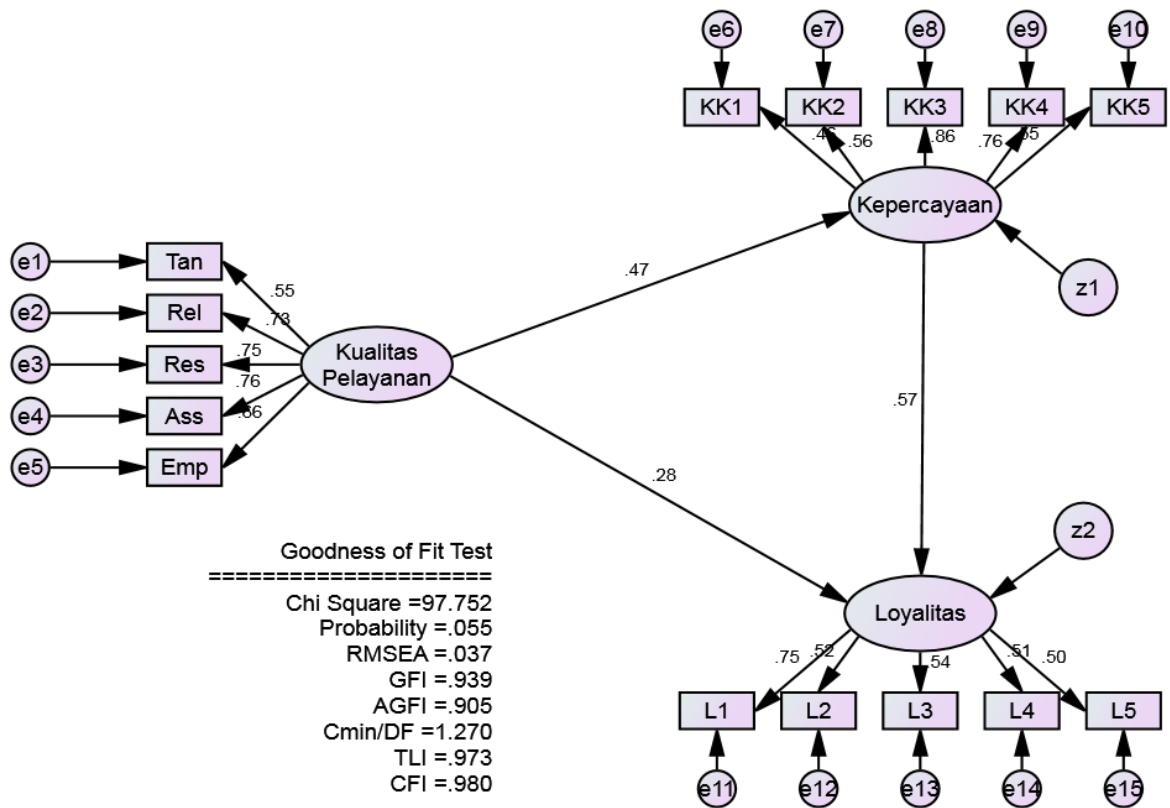 e6 e7 e8 e9 e10
KK1 KK2 KK3 KK4 KK5
.56 .86 .76
Kepercayaan
z1
.47
e1 Tan
e2 Rel
e3 Res
e4 Ass
e5 Emp
.55
.73
.75
.76
.66
Kualitas
Pelayanan
.57
.28
z2
Loyalitas
.75 .52 .54 .51 .50
L1 L2 L3 L4 L5
e11 e12 e13 e14 e15
Goodness of Fit Test
=====================
Chi Square =97.752
Probability =.055
RMSEA =.037
GFI =.939
AGFI =.905
Cmin/DF =1.270
TLI =.973
CFI =.980